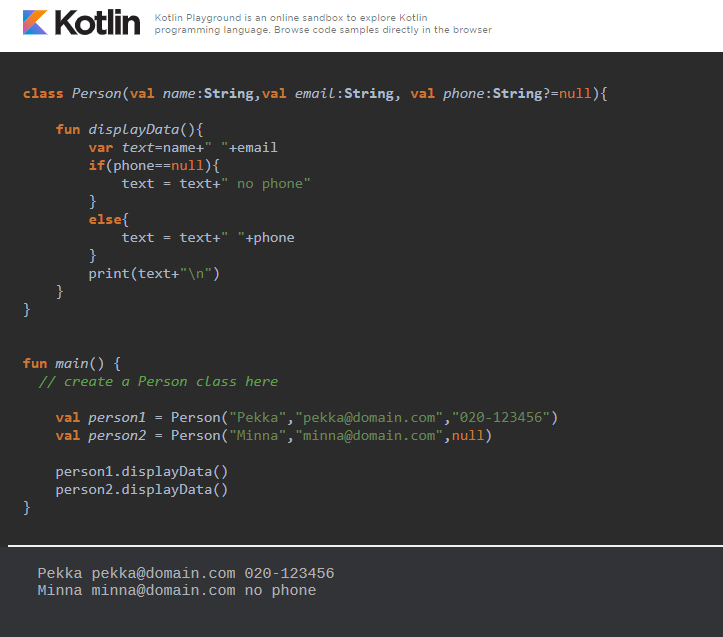 Kotlin
Kotlin Playground is an online sandbox to explore Kotlin
programming language. Browse code samples directly in the browser
class Person(val name:String,val email:String, val phone:String?=null){
    fun displayData(){
        var text=name+" "+email
        if(phone==null){
            text = text+" no phone"
        }
        else{
            text = text+" "+phone
        }
        print(text+"\n")
    }
}
fun main() {
  // create a Person class here
    val person1 = Person("Pekka","pekka@domain.com","020-123456")
    val person2 = Person("Minna","minna@domain.com",null)
    person1.displayData()
    person2.displayData()
}
Pekka pekka@domain.com 020-123456
Minna minna@domain.com no phone